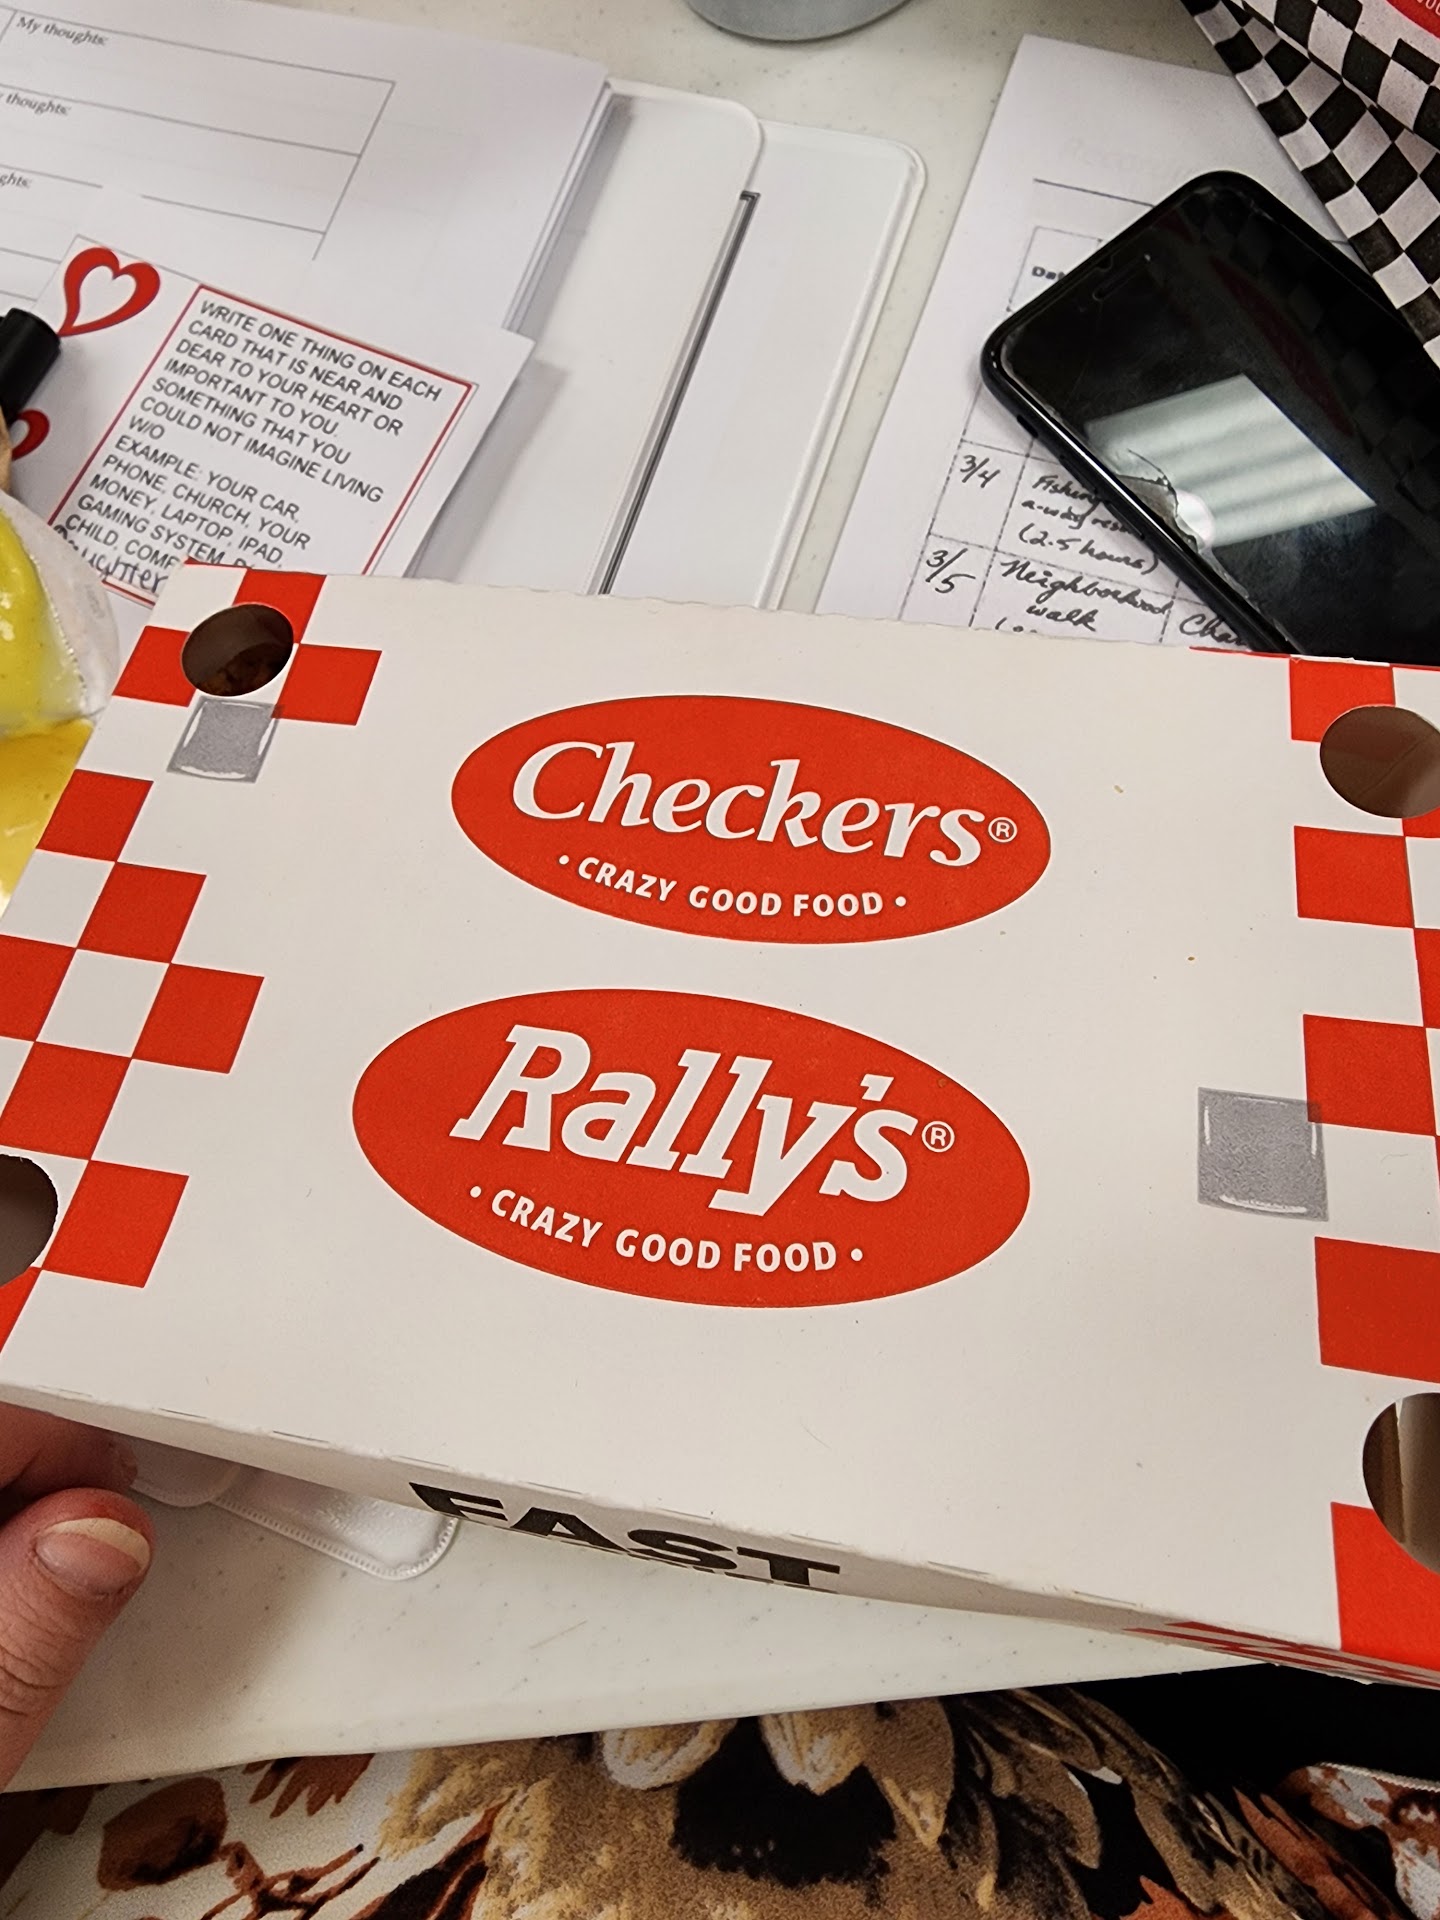 My thoughts:
thoughts:
ghts:
WRITE ONE THING ON EACH
CARD THAT IS NEAR AND
DEAR TO YOUR HEART OR
IMPORTANT TO YOU.
SOMETHING THAT YOU
COULD NOT IMAGINE LIVING
W/O
EXAMPLE: YOUR CAR,
PHONE, CHURCH, YOUR
MONEY, LAPTOP, IPAD,
GAMING SYSTEM,
CHILD,
3/4
Fishing
(2.5 hours)
3/5
Neighborhood
walk
Checkers®
• CRAZY GOOD FOOD •
Rally's®
• CRAZY GOOD FOOD •
FAST